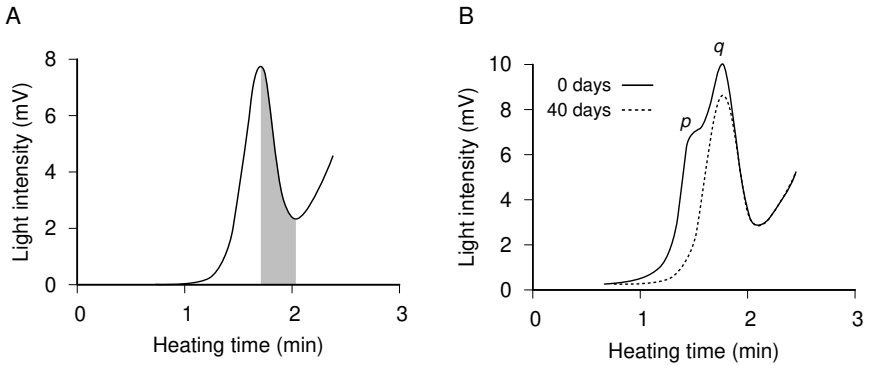 A
Light intensity (mV)
8
6
4
2
0
0 1 2 3
Heating time (min)
B
Light intensity (mV)
10
8
6
4
2
0
0 days
40 days
p
q
0 1 2 3
Heating time (min)